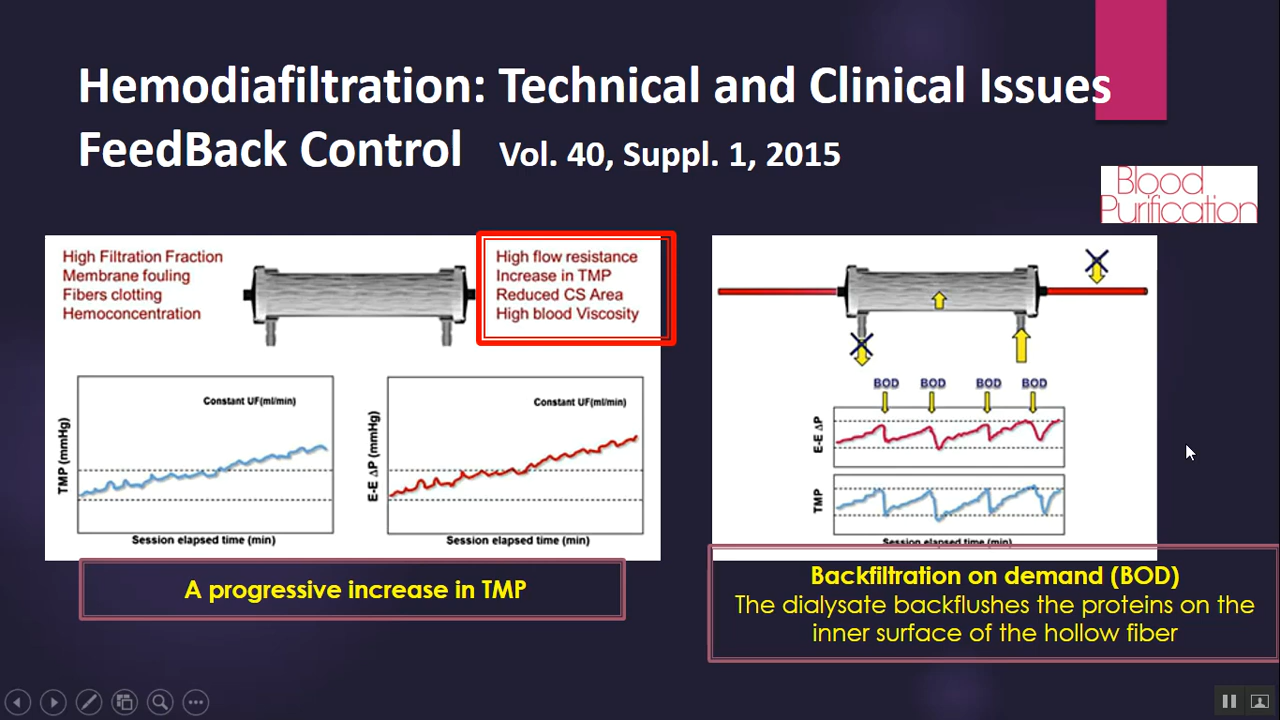 Hemodiafiltration: Technical and Clinical Issues
FeedBack Control Vol. 40, Suppl. 1, 2015
Blood
Purification
High Filtration Fraction
Membrane fouling
Fibers clotting
Hemoconcentration
High flow resistance
Increase in TMP
Reduced CS Area
High blood Viscosity
TMP (mmHg)
Constant UF(ml/min)
Session elapsed time (min)
E-E ΔP (mmHg)
Constant UF(ml/min)
Session elapsed time (min)
BOD BOD BOD BOD
E-E ΔP
TMP
Session elapsed time (min)
A progressive increase in TMP
Backfiltration on demand (BOD)
The dialysate backflushes the proteins on the
inner surface of the hollow fiber